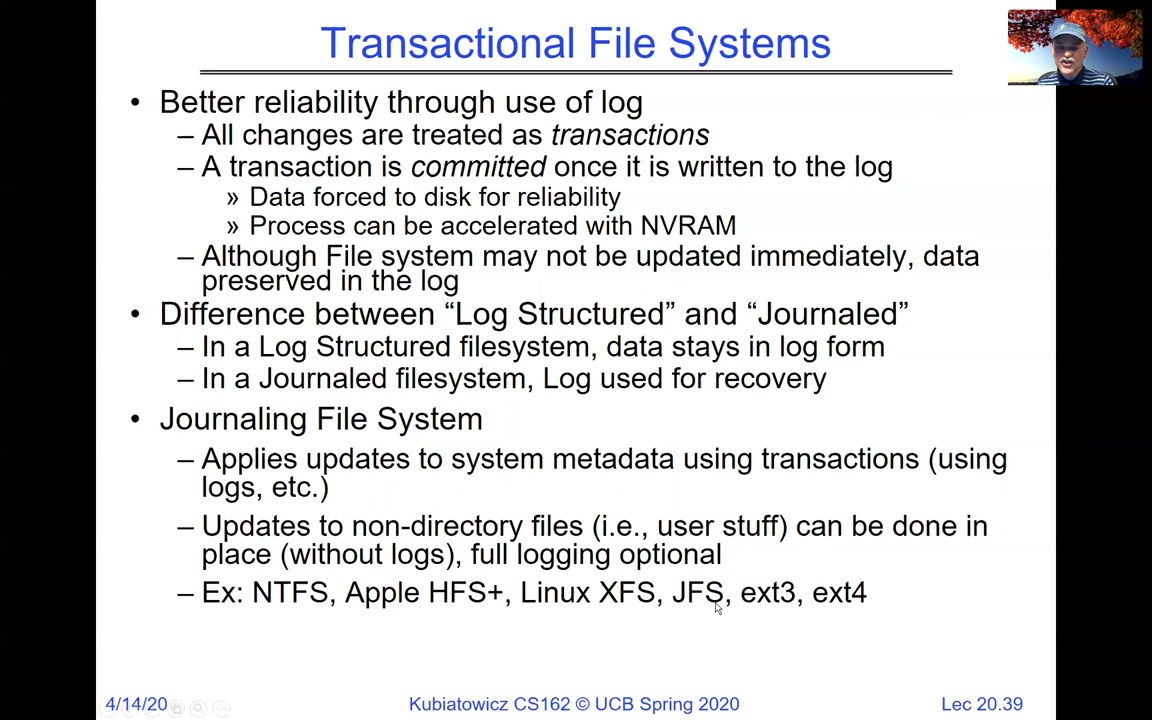 Transactional File Systems
• Better reliability through use of log
– All changes are treated as transactions
– A transaction is committed once it is written to the log
» Data forced to disk for reliability
» Process can be accelerated with NVRAM
– Although File system may not be updated immediately, data
preserved in the log
• Difference between “Log Structured” and “Journaled”
– In a Log Structured filesystem, data stays in log form
– In a Journaled filesystem, Log used for recovery
• Journaling File System
– Applies updates to system metadata using transactions (using
logs, etc.)
– Updates to non-directory files (i.e., user stuff) can be done in
place (without logs), full logging optional
– Ex: NTFS, Apple HFS+, Linux XFS, JFS, ext3, ext4
4/14/20 Kubiatowicz CS162 © UCB Spring 2020 Lec 20.39